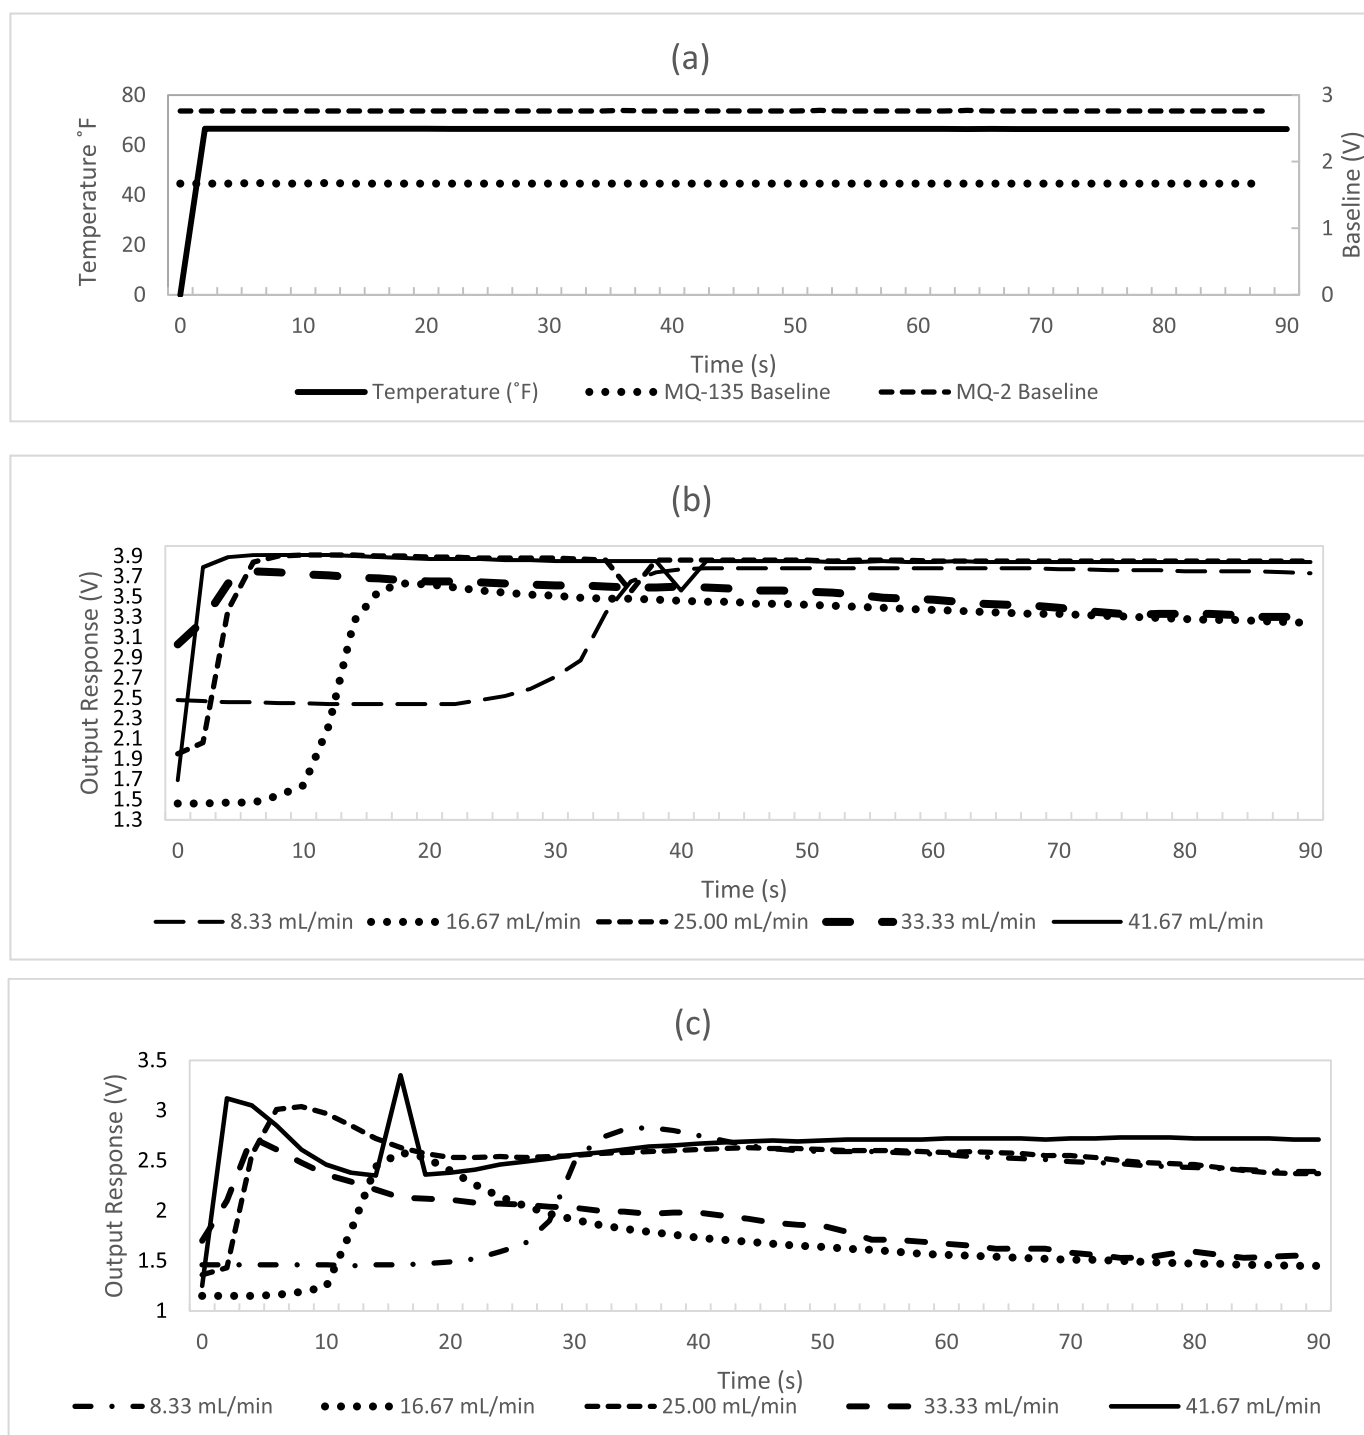 (a)
Temperature ˚F
80
60
40
20
0
3
2
1
0
Baseline (V)
0 10 20 30 40 50 60 70 80 90
Time (s)
Temperature (˚F) MQ-135 Baseline MQ-2 Baseline
(b)
Output Response (V)
3.9
3.7
3.5
3.3
3.1
2.9
2.7
2.5
2.3
2.1
1.9
1.7
1.5
1.3
0 10 20 30 40 50 60 70 80 90
Time (s)
8.33 mL/min 16.67 mL/min 25.00 mL/min 33.33 mL/min 41.67 mL/min
(c)
Output Response (V)
3.5
3
2.5
2
1.5
1
0 10 20 30 40 50 60 70 80 90
Time (s)
8.33 mL/min 16.67 mL/min 25.00 mL/min 33.33 mL/min 41.67 mL/min